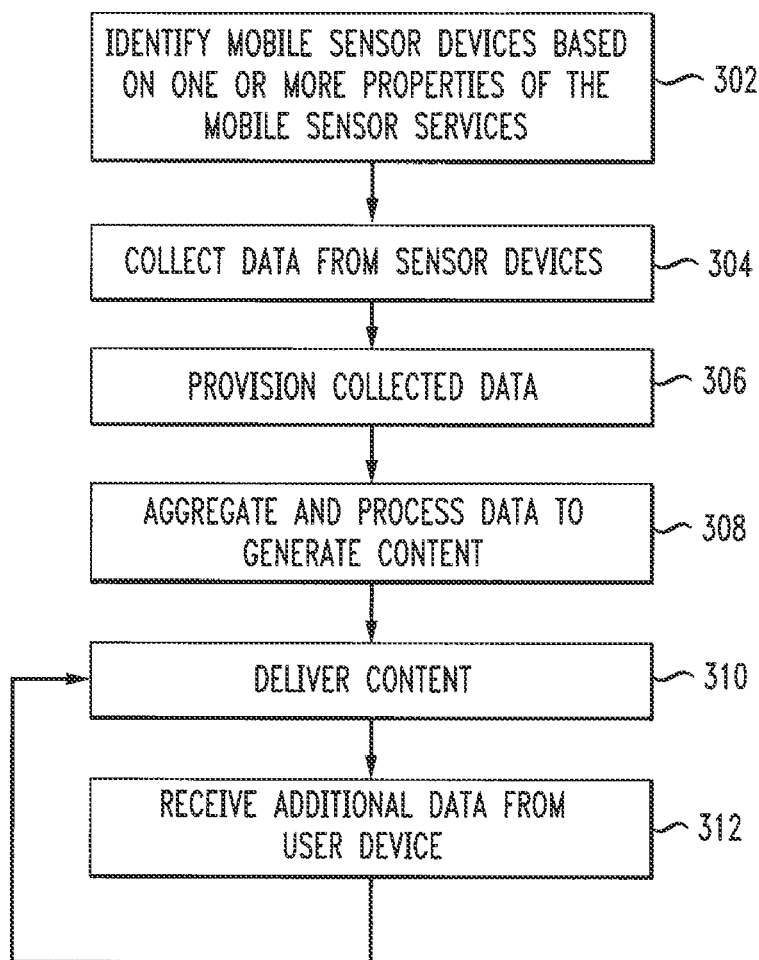 IDENTIFY MOBILE SENSOR DEVICES BASED
ON ONE OR MORE PROPERTIES OF THE
MOBILE SENSOR SERVICES
302
COLLECT DATA FROM SENSOR DEVICES
304
PROVISION COLLECTED DATA
306
AGGREGATE AND PROCESS DATA TO
GENERATE CONTENT
308
DELIVER CONTENT
310
RECEIVE ADDITIONAL DATA FROM
USER DEVICE
312